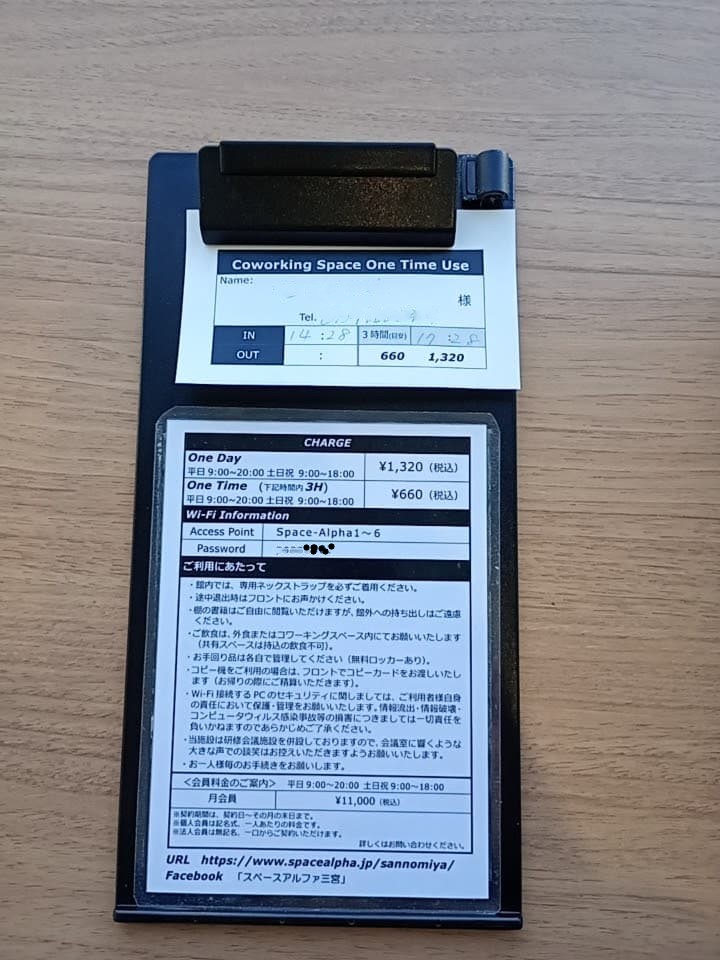 Coworking Space One Time Use
Name:
様
Tel.
IN 14:28 3時間(目安) 17:28
OUT : 660 1,320
CHARGE
One Day
平日 9:00~20:00 土日祝 9:00~18:00 ¥1,320（税込）
One Time （下記時間内3H）
平日 9:00~20:00 土日祝 9:00~18:00 ¥660（税込）
Wi-Fi Information
Access Point Space-Alpha1～6
Password
ご利用にあたって
・館内では、専用ネックストラップを必ずご着用ください。
・途中退出時はフロントにお声かけください。
・棚の書籍はご自由に閲覧いただけますが、館外への持ち出しはご遠慮
ください。
・ご飲食は、外食またはコワーキングスペース内にてお願いいたします
（共有スペースは持込の飲食不可）。
・お手回り品は各自で管理してください（無料ロッカーあり）。
・コピー機をご利用の場合は、フロントでコピーカードをお渡しいたし
ます（お帰りの際にご精算いただきます）。
・Wi-Fi 接続する PC のセキュリティに関しましては、ご利用者様自身
の責任において保護・管理をお願いいたします。情報流出・情報破壊・
コンピュータウィルス感染事故等の損害につきましては一切責任を
負いかねますのであらかじめご了承ください。
・当施設は研修会議施設を併設しておりますので、会議室に響くような
大きな声での談笑はお控えいただきますようお願いいたします。
・お一人様毎のお手続きをお願いします。
＜会員料金のご案内＞ 平日 9:00~20:00 土日祝 9:00~18:00
月会員 ¥11,000（税込）
※契約期間は、契約日～その月の末日まで。
※個人会員は記名式、一人あたりの料金です。
※法人会員は無記名、一口からご契約いただけます。
詳しくはお問い合わせください。
URL https://www.spacealpha.jp/sannomiya/
Facebook 「スペースアルファ三宮」